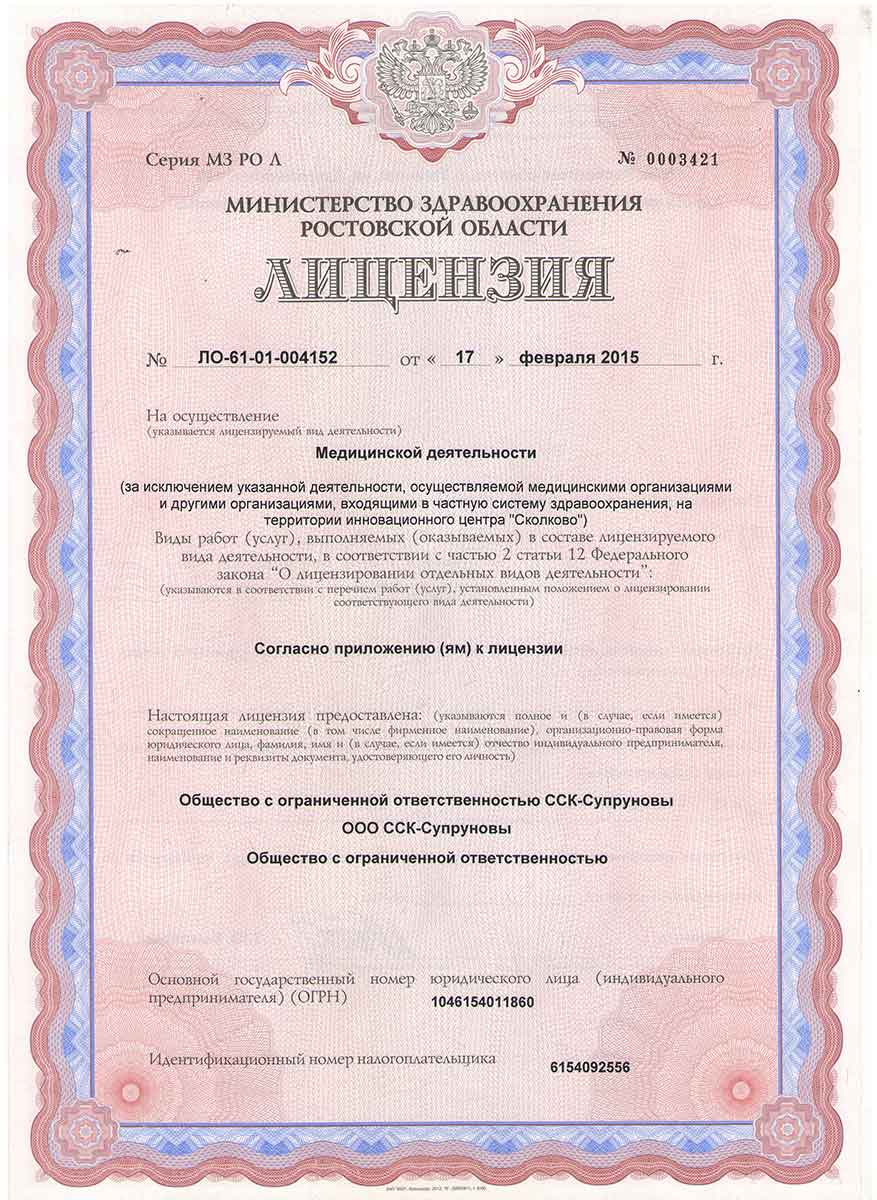 Серия МЗ РО Л № 0003421
МИНИСТЕРСТВО ЗДРАВООХРАНЕНИЯ
РОСТОВСКОЙ ОБЛАСТИ
ЛИЦЕНЗИЯ
№ ЛО-61-01-004152 от « 17 » февраля 2015 г.
На осуществление
(указывается лицензируемый вид деятельности)
Медицинской деятельности
(за исключением указанной деятельности, осуществляемой медицинскими организациями
и другими организациями, входящими в частную систему здравоохранения, на
территории инновационного центра "Сколково")
Виды работ (услуг), выполняемых (оказываемых) в составе лицензируемого
вида деятельности, в соответствии с частью 2 статьи 12 Федерального
закона “О лицензировании отдельных видов деятельности”:
(указываются в соответствии с перечнем работ (услуг), установленным положением о лицензировании
соответствующего вида деятельности)
Согласно приложению (ям) к лицензии
Настоящая лицензия предоставлена: (указываются полное и (в случае, если имеется)
сокращенное наименование (в том числе фирменное наименование), организационно-правовая форма
юридического лица, фамилия, имя и (в случае, если имеется) отчество индивидуального предпринимателя,
наименование и реквизиты документа, удостоверяющего его личность)
Общество с ограниченной ответственностью ССК-Супруновы
ООО ССК-Супруновы
Общество с ограниченной ответственностью
Основной государственный номер юридического лица (индивидуального
предпринимателя) (ОГРН) 1046154011860
Идентификационный номер налогоплательщика 6154092556